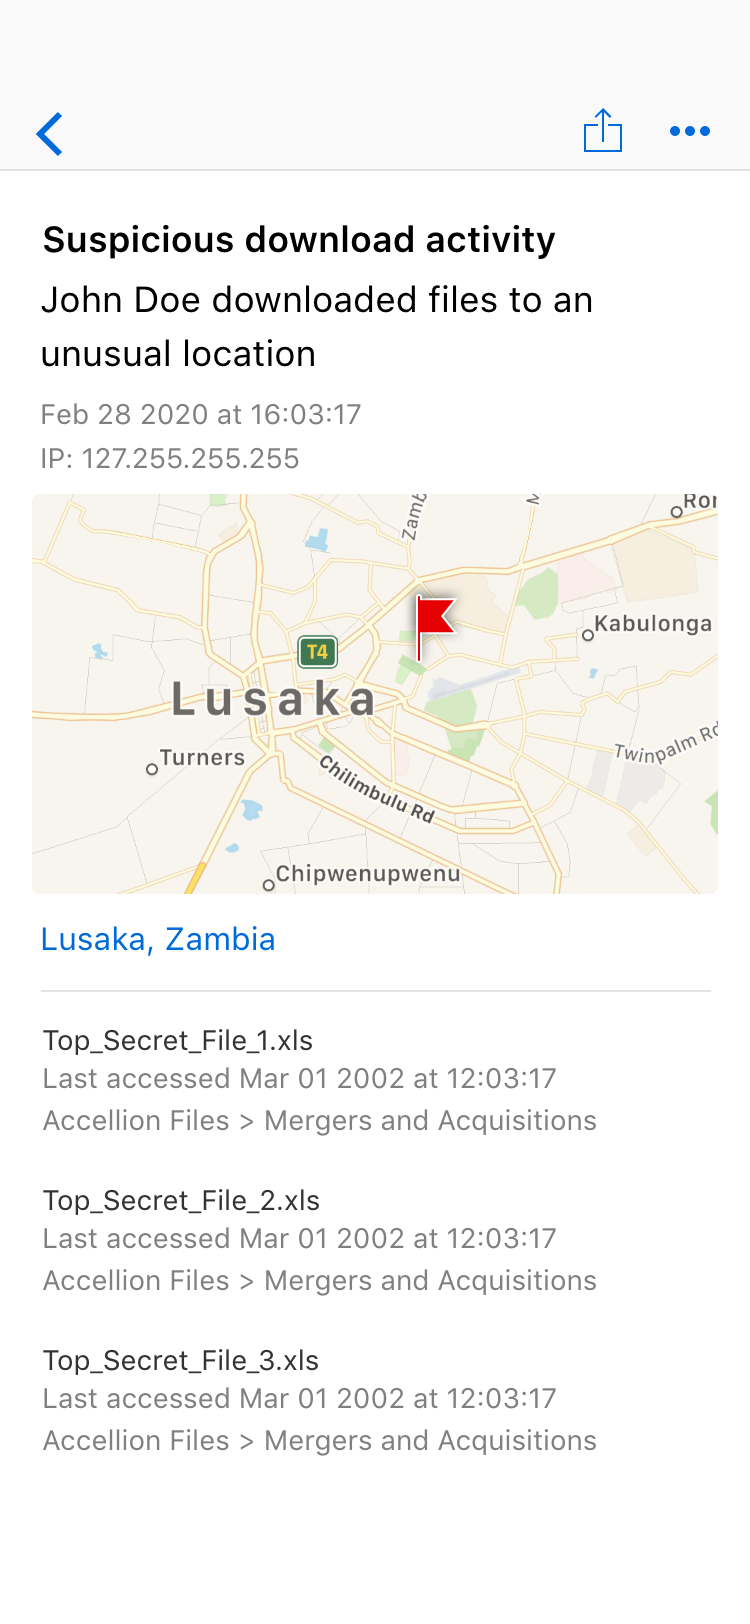 Suspicious download activity
John Doe downloaded files to an
unusual location
Feb 28 2020 at 16:03:17
IP: 127.255.255.255
Zamb
Ror
Kabulonga
T4
Lusaka
Turners
Twinpalm Rd
Chilimbulu Rd
Chipwenupwenu
Lusaka, Zambia
Top_Secret_File_1.xls
Last accessed Mar 01 2002 at 12:03:17
Accellion Files > Mergers and Acquisitions
Top_Secret_File_2.xls
Last accessed Mar 01 2002 at 12:03:17
Accellion Files > Mergers and Acquisitions
Top_Secret_File_3.xls
Last accessed Mar 01 2002 at 12:03:17
Accellion Files > Mergers and Acquisitions